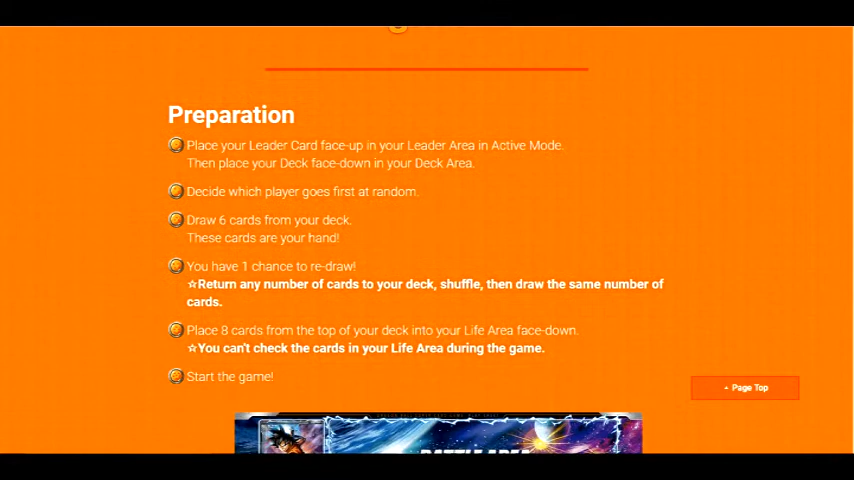 Preparation
Place your Leader Card face-up in your Leader Area in Active Mode.
Then place your Deck face-down in your Deck Area.
Decide which player goes first at random.
Draw 6 cards from your deck.
These cards are your hand!
You have 1 chance to re-draw!
☆Return any number of cards to your deck, shuffle, then draw the same number of
cards.
Place 8 cards from the top of your deck into your Life Area face-down.
☆You can't check the cards in your Life Area during the game.
Start the game!
Page Top
BATTLE AREA